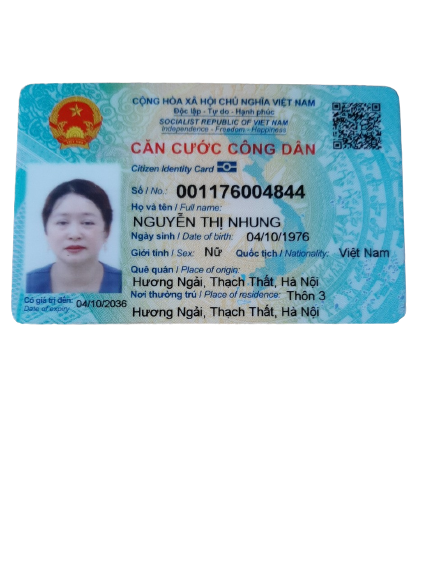 CỘNG HÒA XÃ HỘI CHỦ NGHĨA VIỆT NAM
Độc lập - Tự do - Hạnh phúc
SOCIALIST REPUBLIC OF VIET NAM
Independence - Freedom - Happiness
CĂN CƯỚC CÔNG DÂN
Citizen Identity Card
Số / No.: 001176004844
Họ và tên / Full name:
NGUYỄN THỊ NHUNG
Ngày sinh / Date of birth: 04/10/1976
Giới tính / Sex: Nữ Quốc tịch / Nationality: Việt Nam
Quê quán / Place of origin:
Hương Ngải, Thạch Thất, Hà Nội
Nơi thường trú / Place of residence: Thôn 3
Hương Ngải, Thạch Thất, Hà Nội
Có giá trị đến: 04/10/2036
Date of expiry